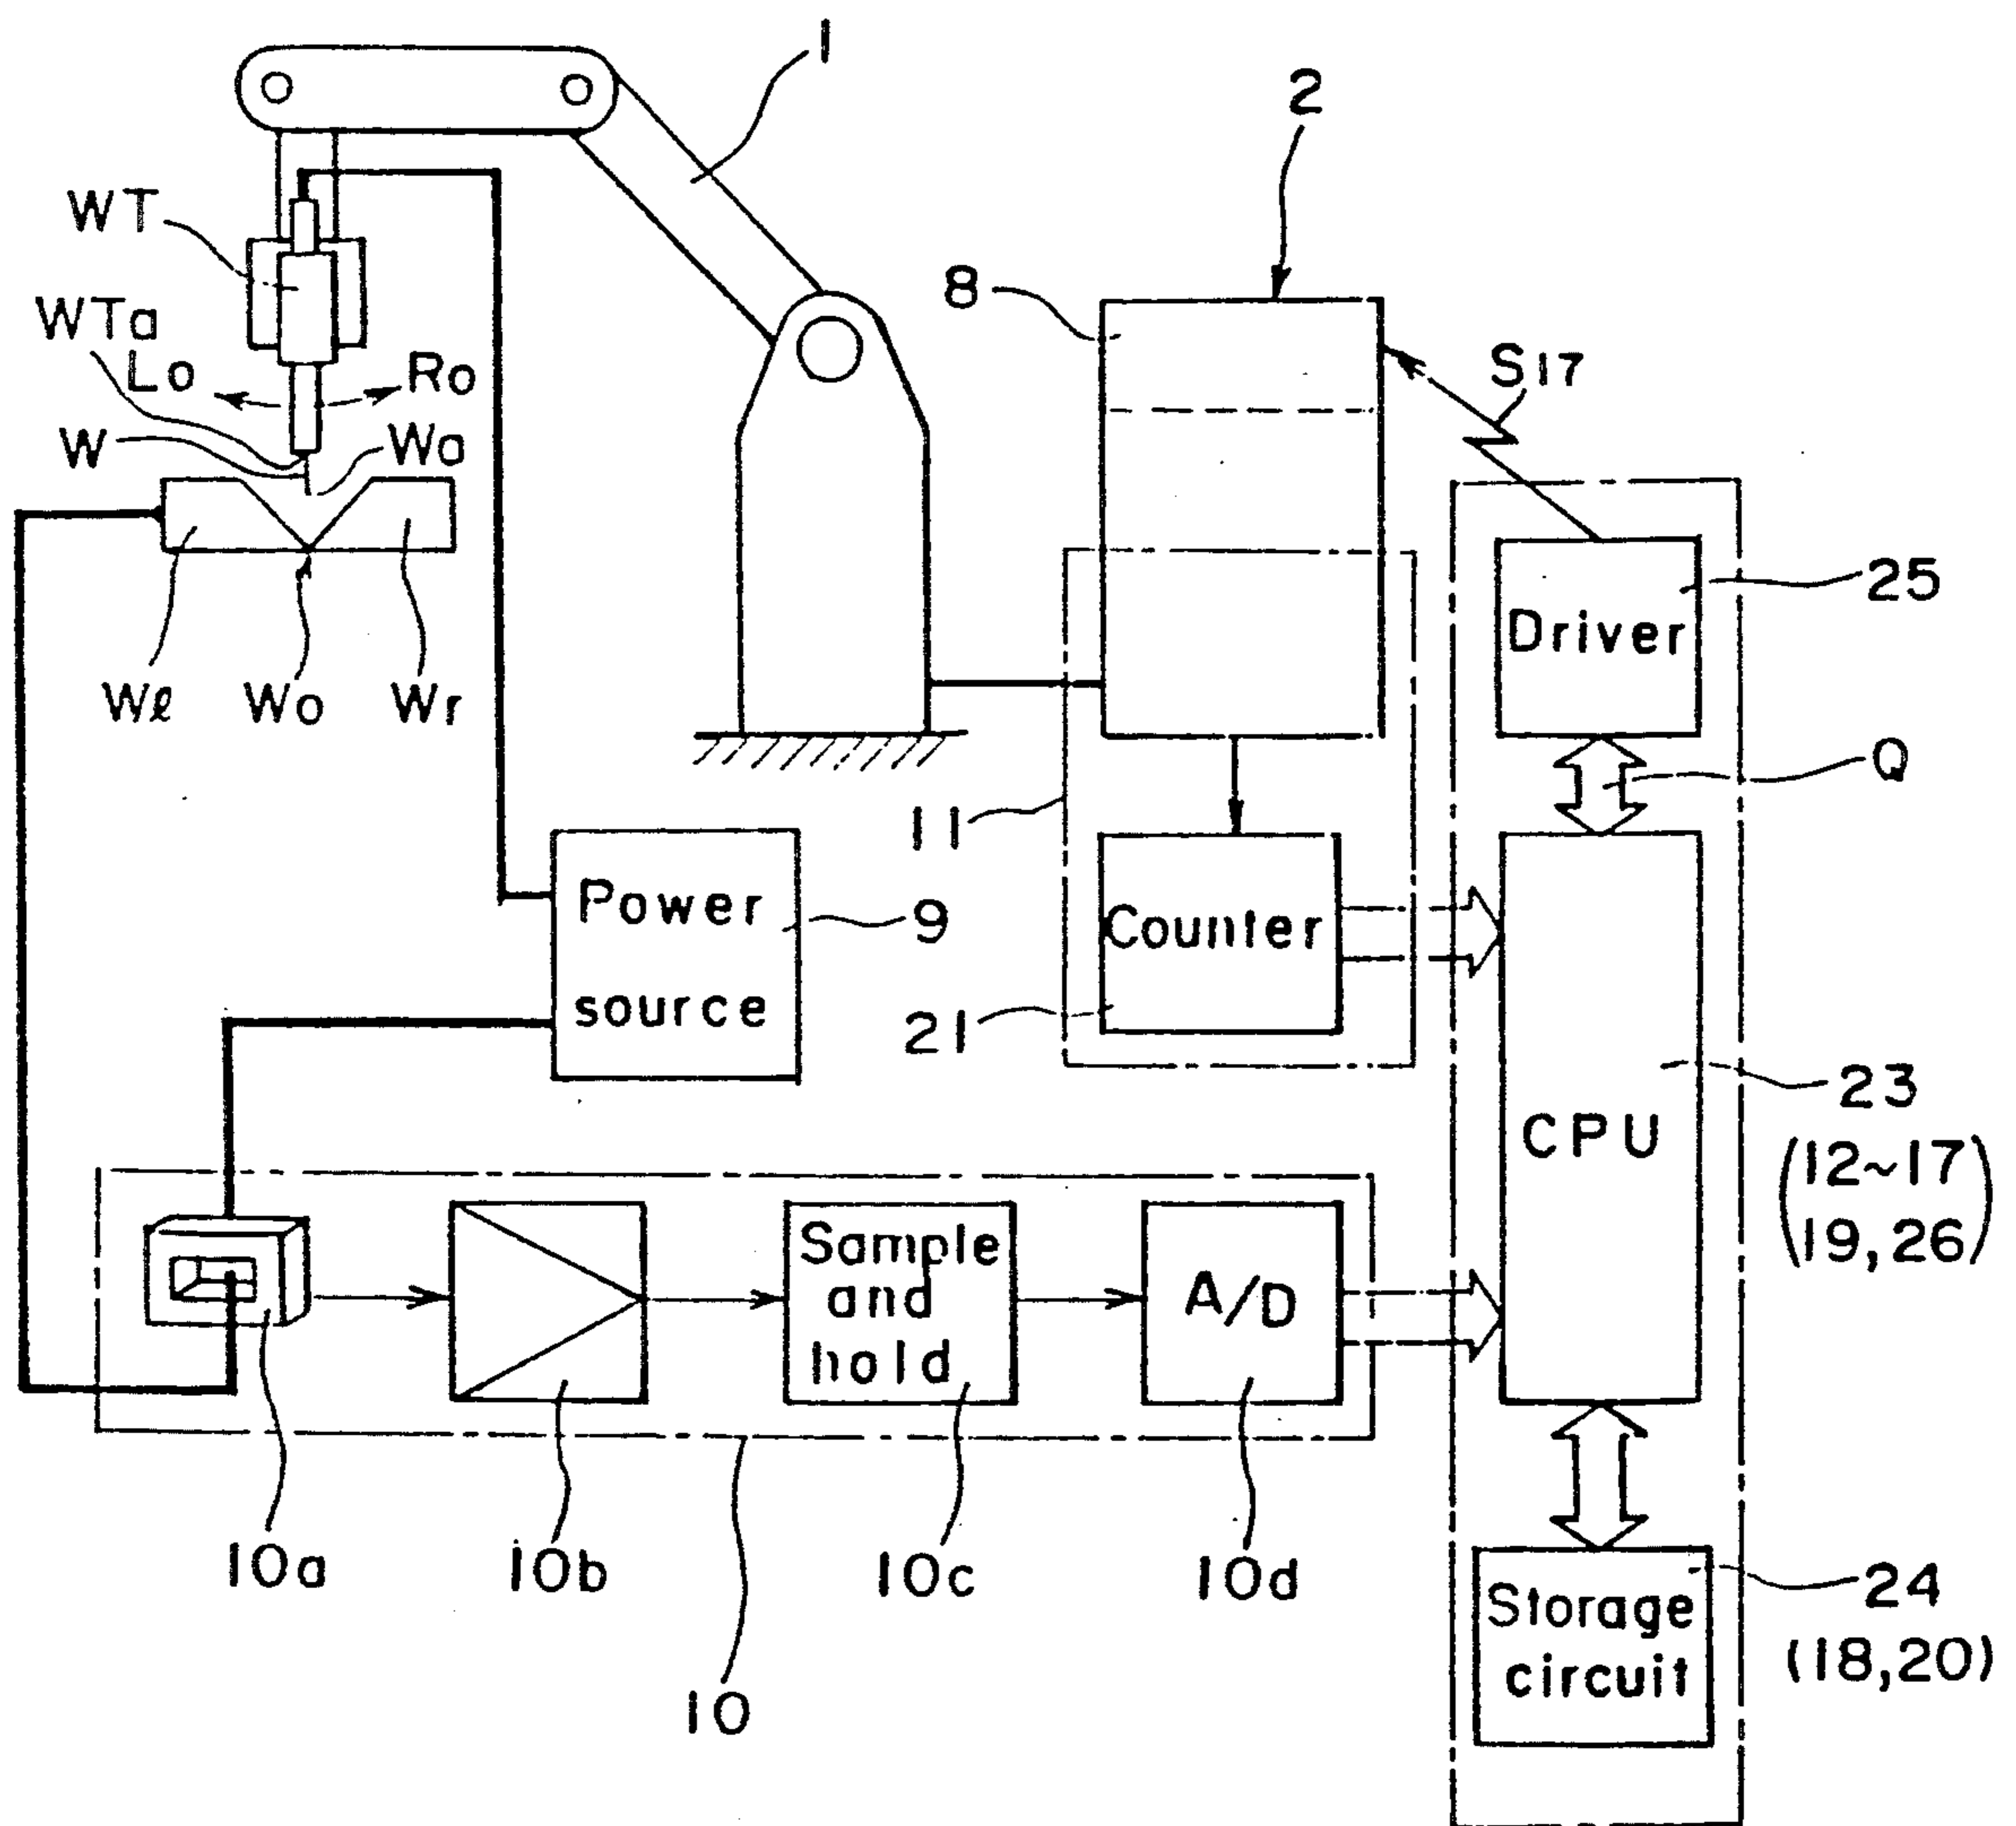 1
2
WT
8
WTa
Lo
Ro
S17
W
Wa
25
Driver
Wℓ
Wo
Wr
Q
11
Power
source
9
Counter
21
23
CPU
(12~17
19,26)
Sample
and
hold
A/D
10a
10b
10c
10d
24
Storage
circuit
(18,20)
10